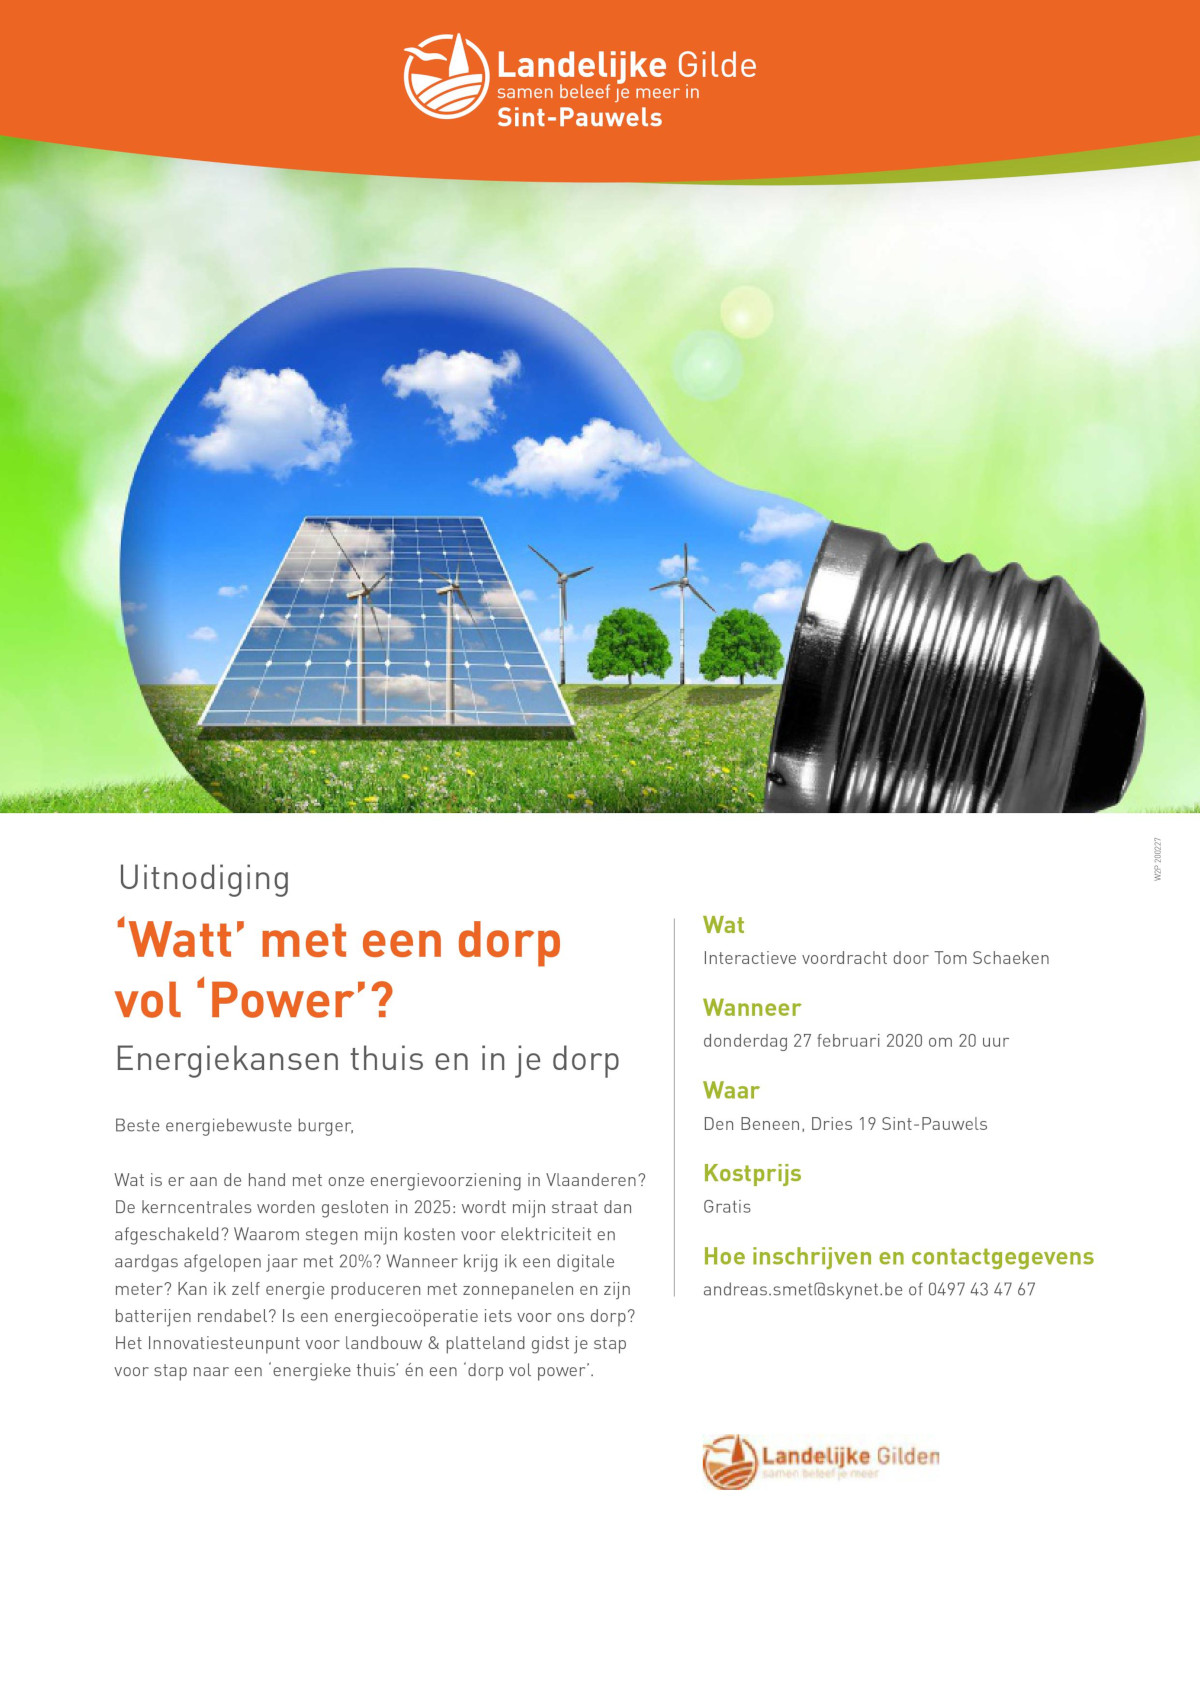 Landelijke Gilde
samen beleef je meer in
Sint-Pauwels
W2P 200227
Uitnodiging
‘Watt’ met een dorp
vol ‘Power’?
Energiekansen thuis en in je dorp
Beste energiebewuste burger,
Wat is er aan de hand met onze energievoorziening in Vlaanderen?
De kerncentrales worden gesloten in 2025: wordt mijn straat dan
afgeschakeld? Waarom stegen mijn kosten voor elektriciteit en
aardgas afgelopen jaar met 20%? Wanneer krijg ik een digitale
meter? Kan ik zelf energie produceren met zonnepanelen en zijn
batterijen rendabel? Is een energiecoöperatie iets voor ons dorp?
Het Innovatiesteunpunt voor landbouw & platteland gidst je stap
voor stap naar een 'energieke thuis' én een 'dorp vol power'.
Wat
Interactieve voordracht door Tom Schaeken
Wanneer
donderdag 27 februari 2020 om 20 uur
Waar
Den Beneen, Dries 19 Sint-Pauwels
Kostprijs
Gratis
Hoe inschrijven en contactgegevens
andreas.smet@skynet.be of 0497 43 47 67
Landelijke Gilden
samen beleef je meer